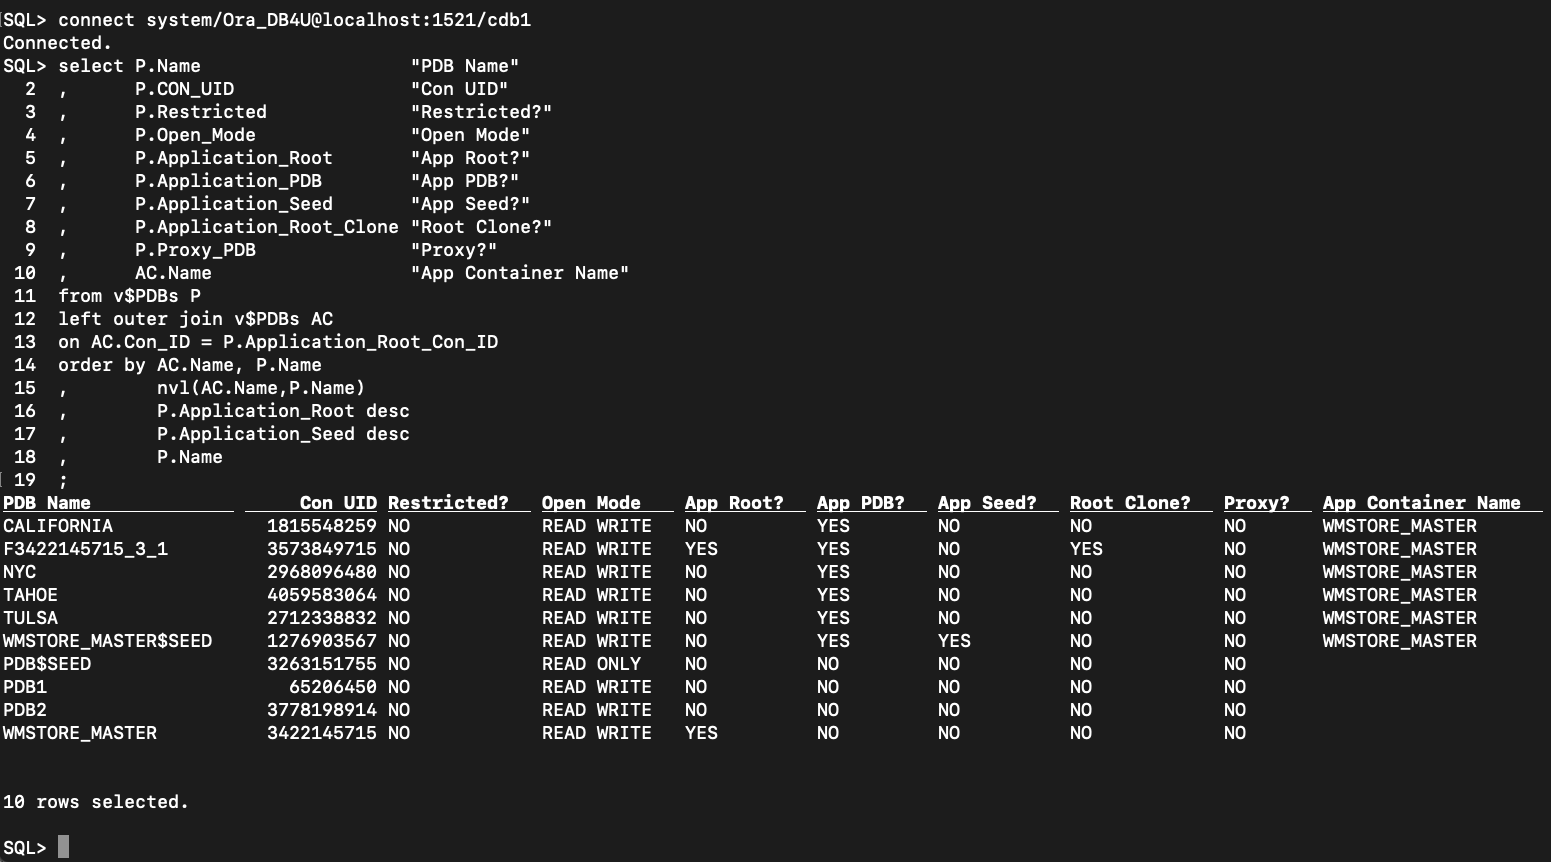 SQL> connect system/Ora_DB4U@localhost:1521/cdb1
Connected.
SQL> select P.Name                   "PDB Name"
  2  ,      P.CON_UID                "Con UID"
  3  ,      P.Restricted             "Restricted?"
  4  ,      P.Open_Mode              "Open Mode"
  5  ,      P.Application_Root       "App Root?"
  6  ,      P.Application_PDB        "App PDB?"
  7  ,      P.Application_Seed       "App Seed?"
  8  ,      P.Application_Root_Clone "Root Clone?"
  9  ,      P.Proxy_PDB              "Proxy?"
 10  ,      AC.Name                  "App Container Name"
 11  from v$PDBs P
 12  left outer join v$PDBs AC
 13  on AC.Con_ID = P.Application_Root_Con_ID
 14  order by AC.Name, P.Name
 15  ,        nvl(AC.Name,P.Name)
 16  ,        P.Application_Root desc
 17  ,        P.Application_Seed desc
 18  ,        P.Name
 19  ;
PDB Name                   Con UID Restricted?   Open Mode    App Root?   App PDB?   App Seed?   Root Clone?   Proxy?   App Container Name
CALIFORNIA              1815548259 NO            READ WRITE   NO          YES        NO          NO            NO       WMSTORE_MASTER
F3422145715_3_1         3573849715 NO            READ WRITE   YES         YES        NO          YES           NO       WMSTORE_MASTER
NYC                     2968096480 NO            READ WRITE   NO          YES        NO          NO            NO       WMSTORE_MASTER
TAHOE                   4059583064 NO            READ WRITE   NO          YES        NO          NO            NO       WMSTORE_MASTER
TULSA                   2712338832 NO            READ WRITE   NO          YES        NO          NO            NO       WMSTORE_MASTER
WMSTORE_MASTER$SEED     1276903567 NO            READ WRITE   NO          YES        YES         NO            NO       WMSTORE_MASTER
PDB$SEED                3263151755 NO            READ ONLY    NO          NO         NO          NO            NO
PDB1                      65206450 NO            READ WRITE   NO          NO         NO          NO            NO
PDB2                    3778198914 NO            READ WRITE   NO          NO         NO          NO            NO
WMSTORE_MASTER          3422145715 NO            READ WRITE   YES         NO         NO          NO            NO
10 rows selected.
SQL>